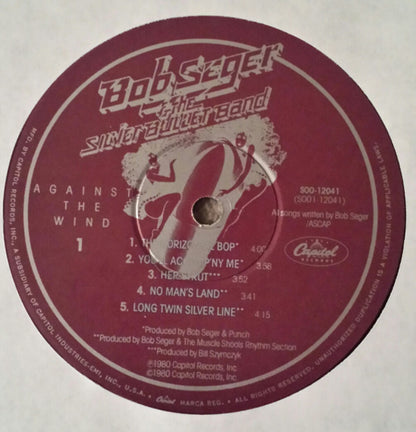 Bob Seger
& the
Silver Bullet Band
AGAINST
THE
WIND
1
SOO-12041
(SOO1-12041)
All songs written by Bob Seger
/ASCAP
Capitol
RECORDS
1. THE HORIZONTAL BOP* 4:00
2. YOU'LL ACCOMP'NY ME* 3:58
3. HER STRUT*** 3:52
4. NO MAN'S LAND** 3:41
5. LONG TWIN SILVER LINE** 4:15
*Produced by Bob Seger & Punch
**Produced by Bob Seger & The Muscle Shoals Rhythm Section
***Produced by Bill Szymczyk
℗1980 Capitol Records, Inc
©1980 Capitol Records, Inc.
MFG. BY CAPITOL RECORDS, INC., A SUBSIDIARY OF CAPITOL INDUSTRIES-EMI, INC., U.S.A. • Capitol MARCA REG. • ALL RIGHTS RESERVED. UNAUTHORIZED DUPLICATION IS A VIOLATION OF APPLICABLE LAWS.